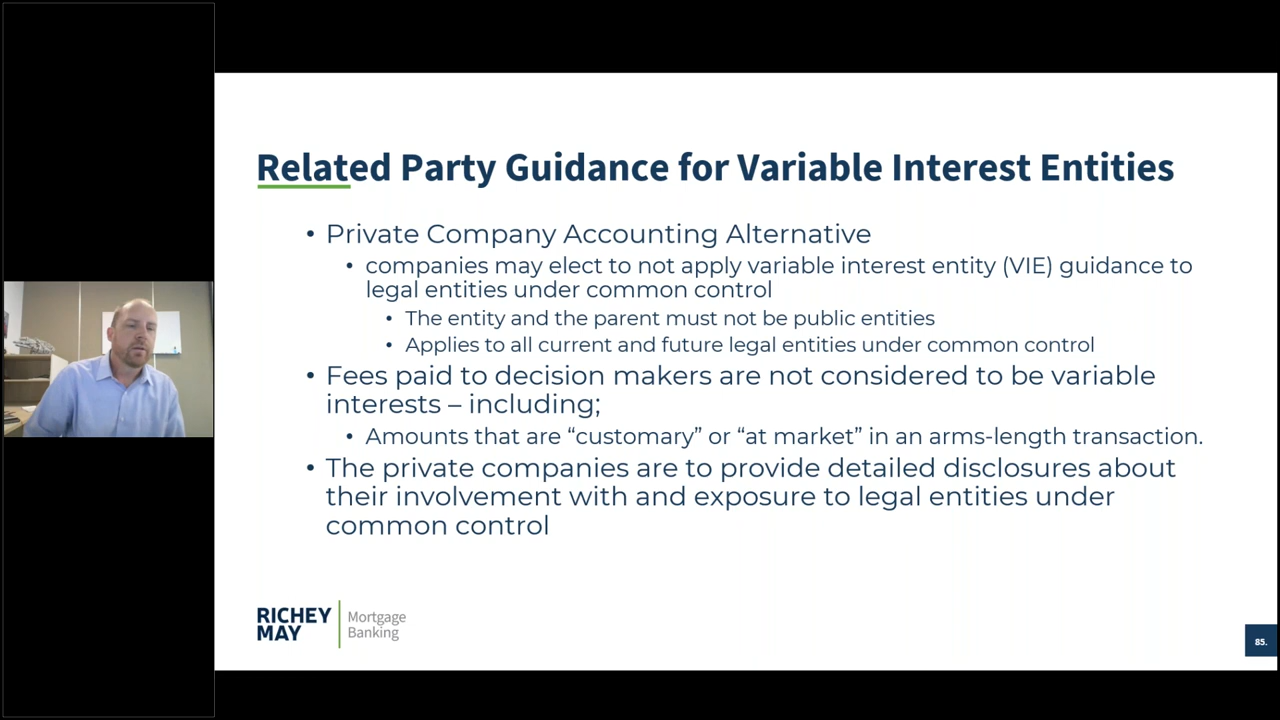 Related Party Guidance for Variable Interest Entities
• Private Company Accounting Alternative
• companies may elect to not apply variable interest entity (VIE) guidance to
legal entities under common control
• The entity and the parent must not be public entities
• Applies to all current and future legal entities under common control
• Fees paid to decision makers are not considered to be variable
interests – including;
• Amounts that are “customary” or “at market” in an arms-length transaction.
• The private companies are to provide detailed disclosures about
their involvement with and exposure to legal entities under
common control
RICHEY
MAY
Mortgage
Banking
85.